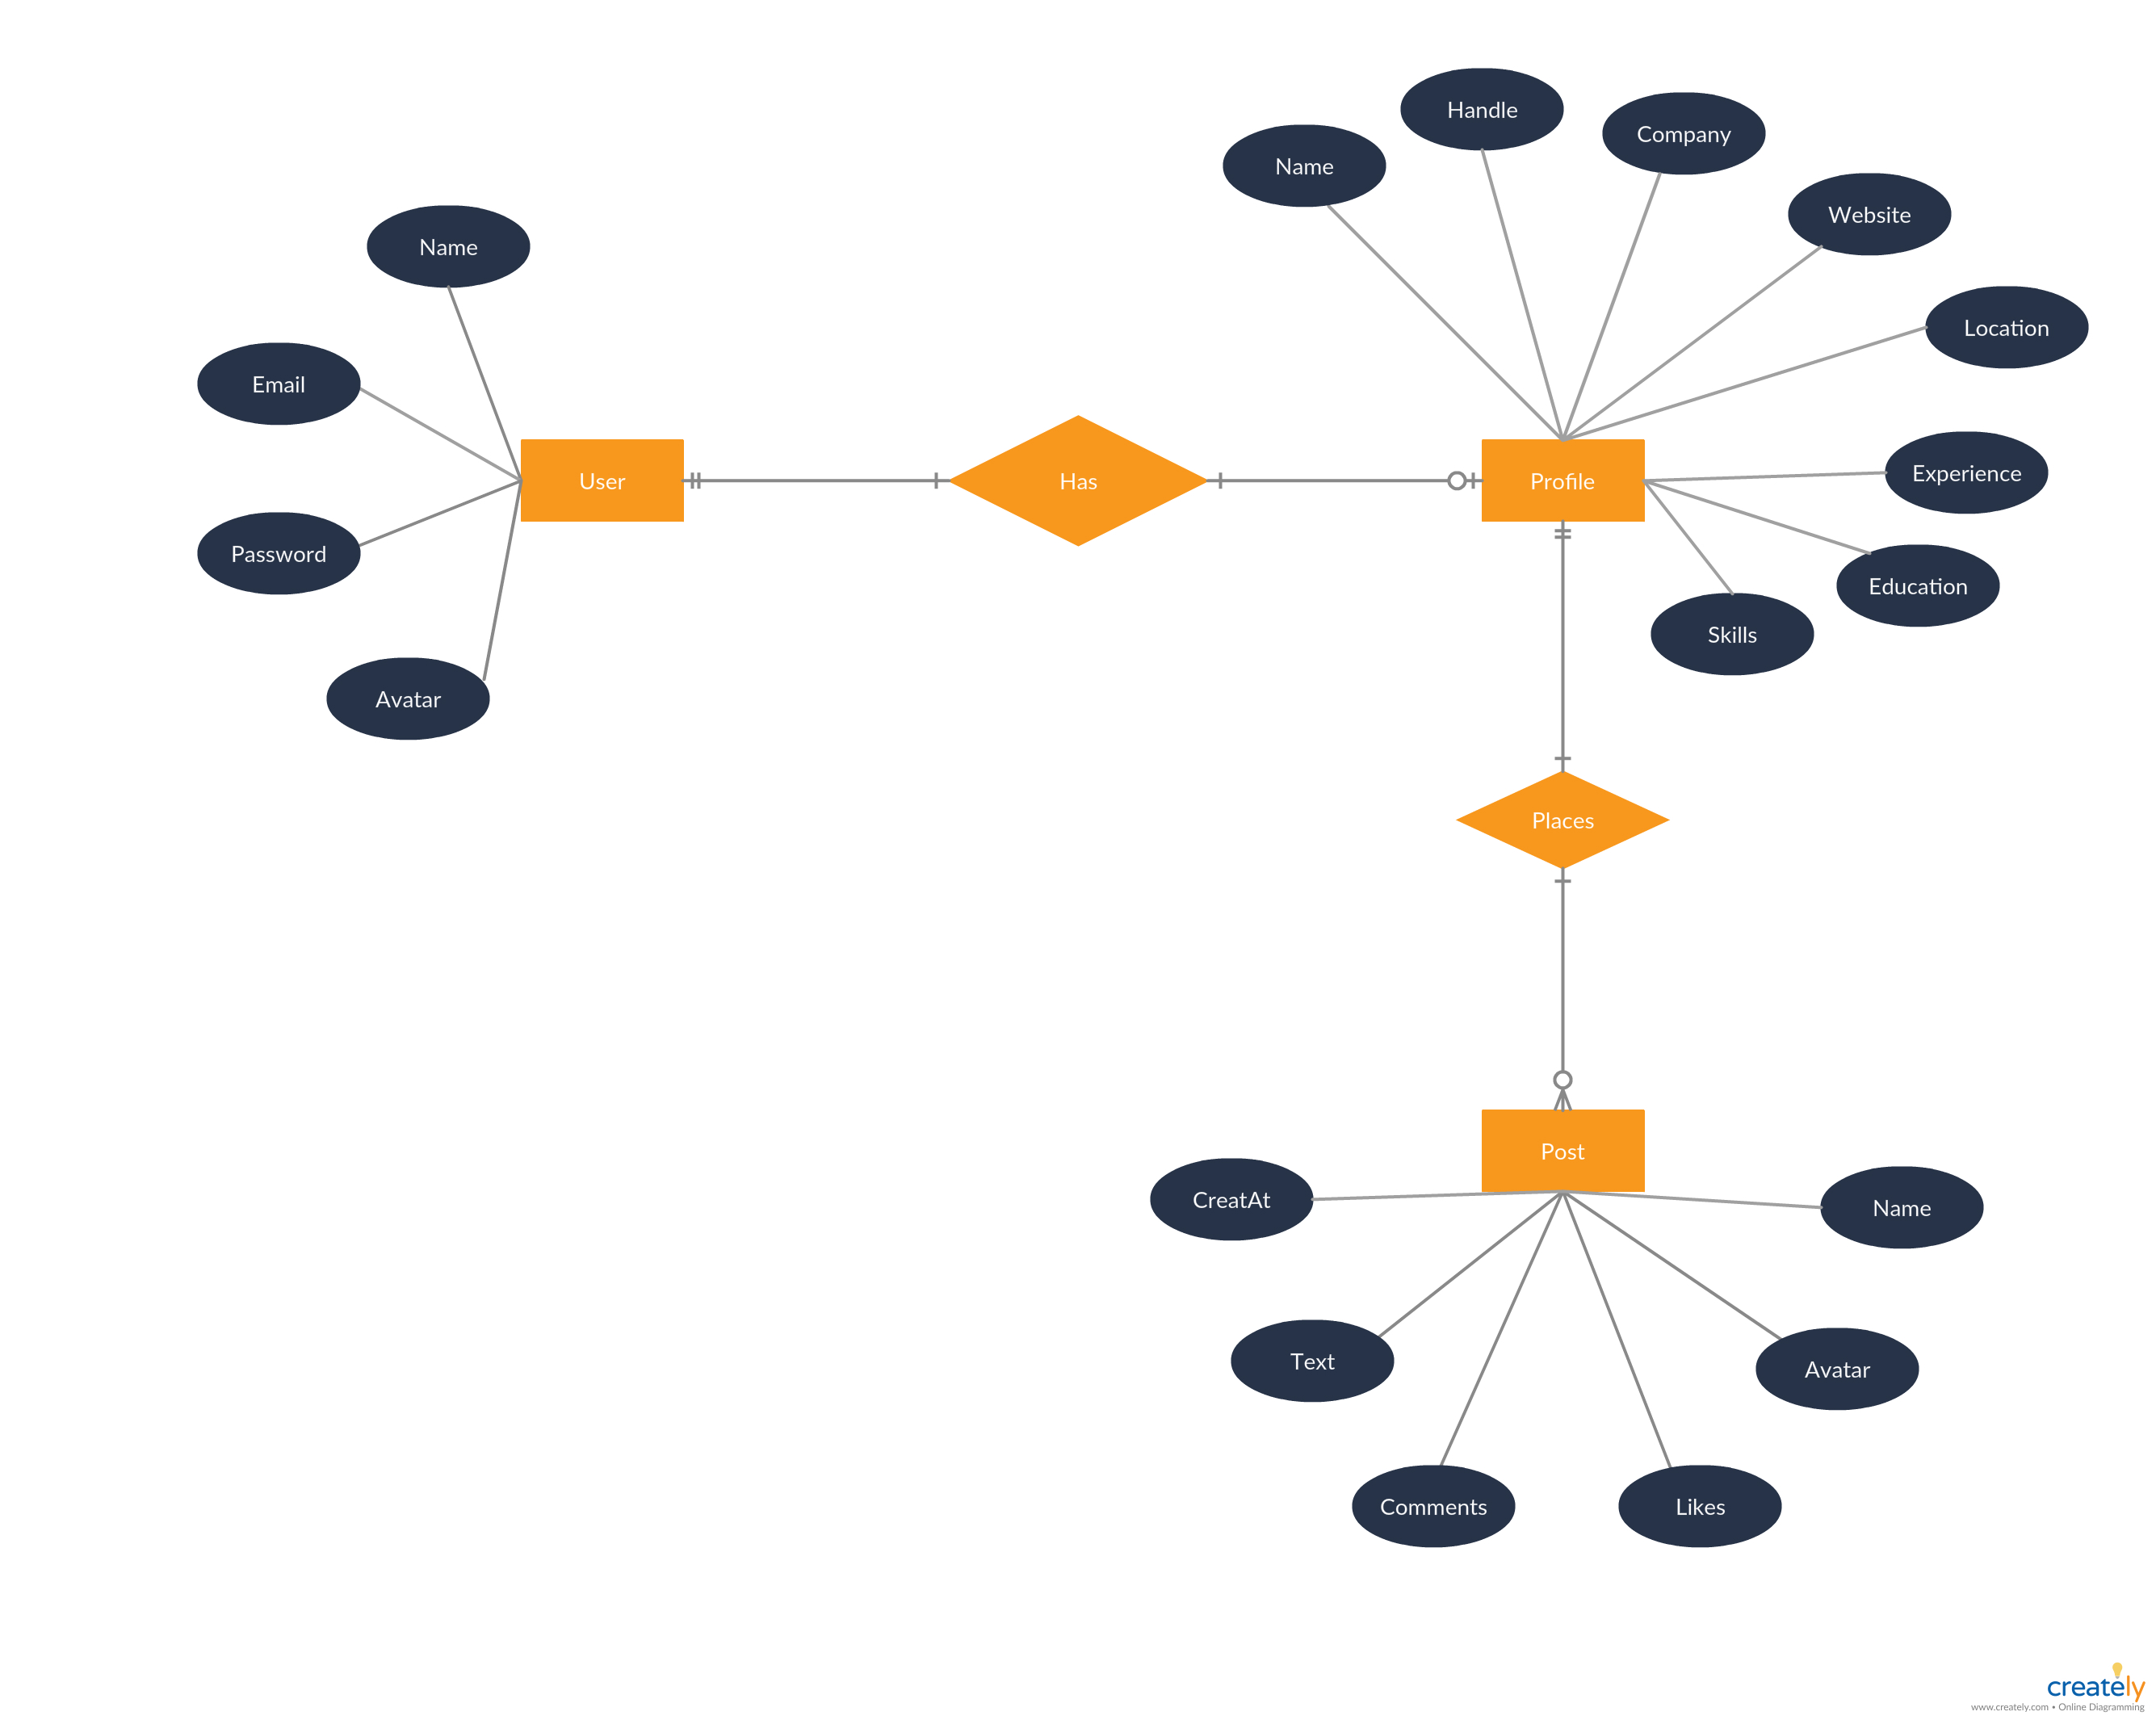 Handle
Company
Name
Website
Name
Location
Email
User
Has
Profile
Experience
Password
Education
Skills
Avatar
Places
Post
CreatAt
Name
Text
Avatar
Comments
Likes
creately
www.creately.com • Online Diagramming